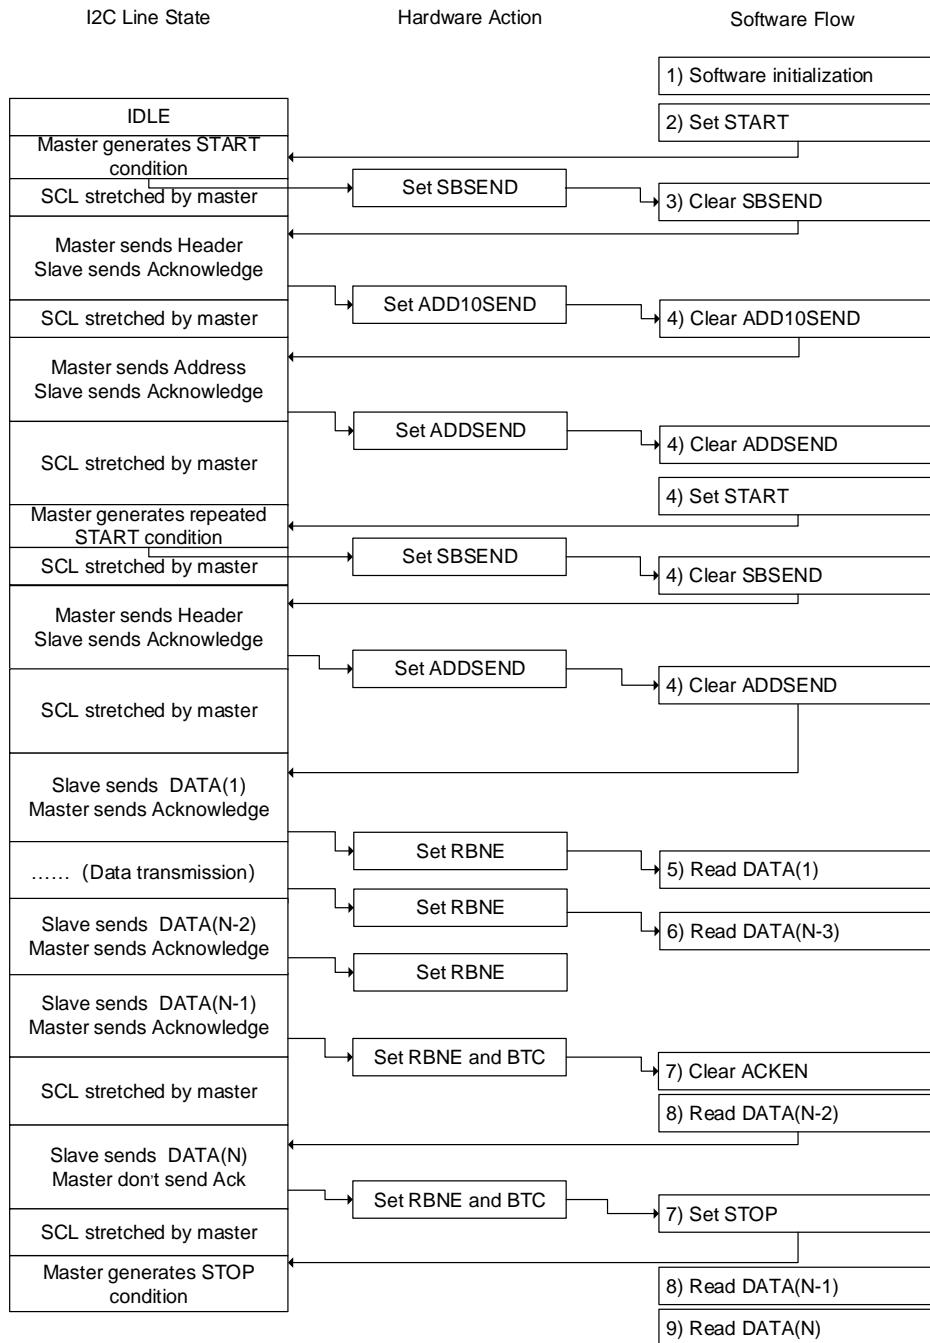 I2C Line State
Hardware Action
Software Flow
1) Software initialization
IDLE
2) Set START
Master generates START
condition
Set SBSEND
SCL stretched by master
3) Clear SBSEND
Master sends Header
Slave sends Acknowledge
Set ADD10SEND
SCL stretched by master
4) Clear ADD10SEND
Master sends Address
Slave sends Acknowledge
Set ADDSEND
4) Clear ADDSEND
SCL stretched by master
4) Set START
Master generates repeated
START condition
Set SBSEND
SCL stretched by master
4) Clear SBSEND
Master sends Header
Slave sends Acknowledge
Set ADDSEND
4) Clear ADDSEND
SCL stretched by master
Slave sends DATA(1)
Master sends Acknowledge
Set RBNE
5) Read DATA(1)
…… (Data transmission)
Set RBNE
6) Read DATA(N-3)
Slave sends DATA(N-2)
Master sends Acknowledge
Set RBNE
Slave sends DATA(N-1)
Master sends Acknowledge
Set RBNE and BTC
7) Clear ACKEN
SCL stretched by master
8) Read DATA(N-2)
Slave sends DATA(N)
Master don't send Ack
Set RBNE and BTC
7) Set STOP
SCL stretched by master
Master generates STOP
condition
8) Read DATA(N-1)
9) Read DATA(N)